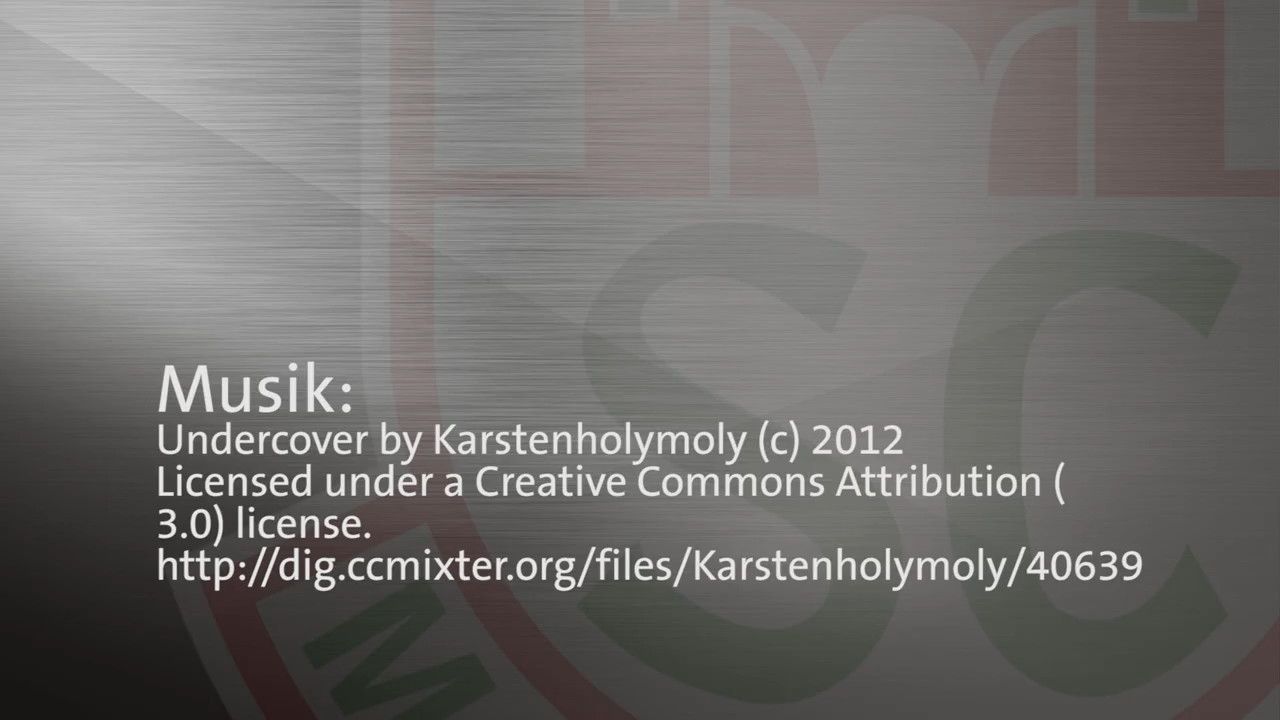 Musik:
Undercover by Karstenholymoly (c) 2012
Licensed under a Creative Commons Attribution (
3.0) license.
http://dig.ccmixter.org/files/Karstenholymoly/40639
SC
M